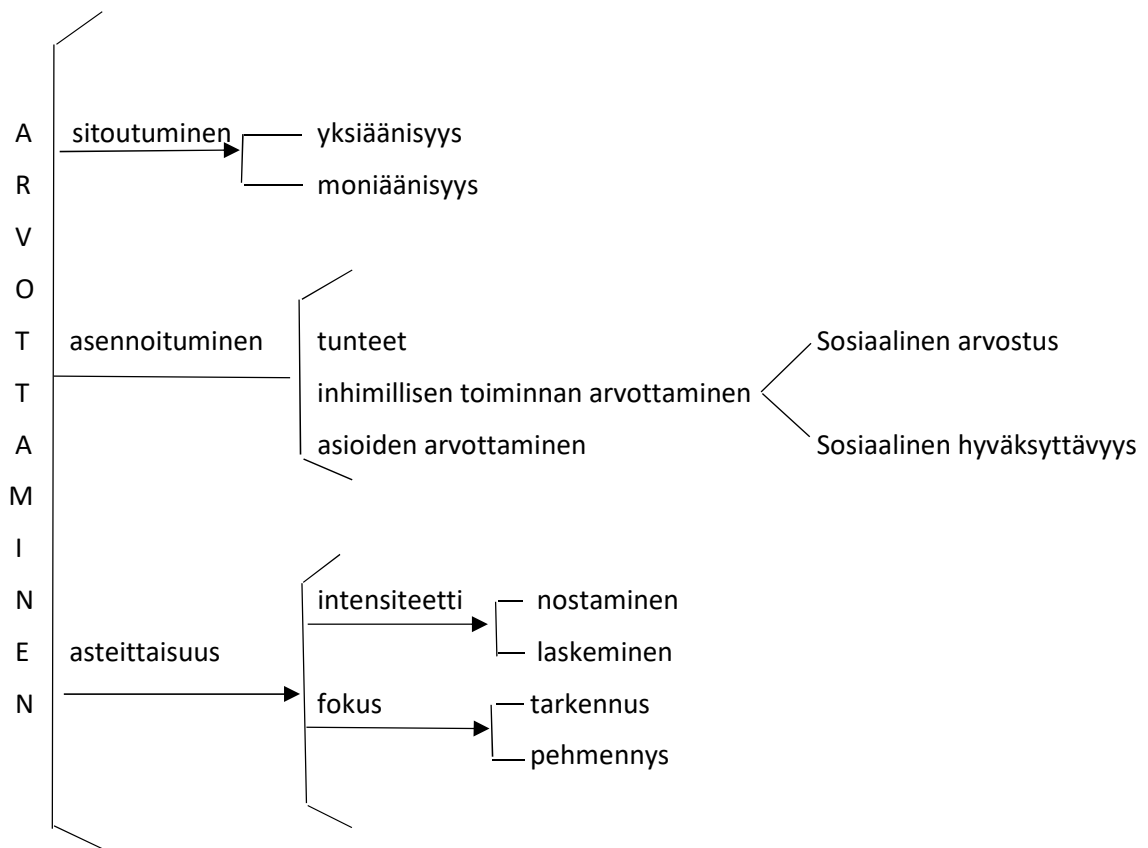 ARVOTTAMINEN
sitoutuminen
yksiäänisyys
moniäänisyys
asennoituminen
tunteet
inhimillisen toiminnan arvottaminen
asioiden arvottaminen
Sosiaalinen arvostus
Sosiaalinen hyväksyttävyys
asteittaisuus
intensiteetti
nostaminen
laskeminen
fokus
tarkennus
pehmennys